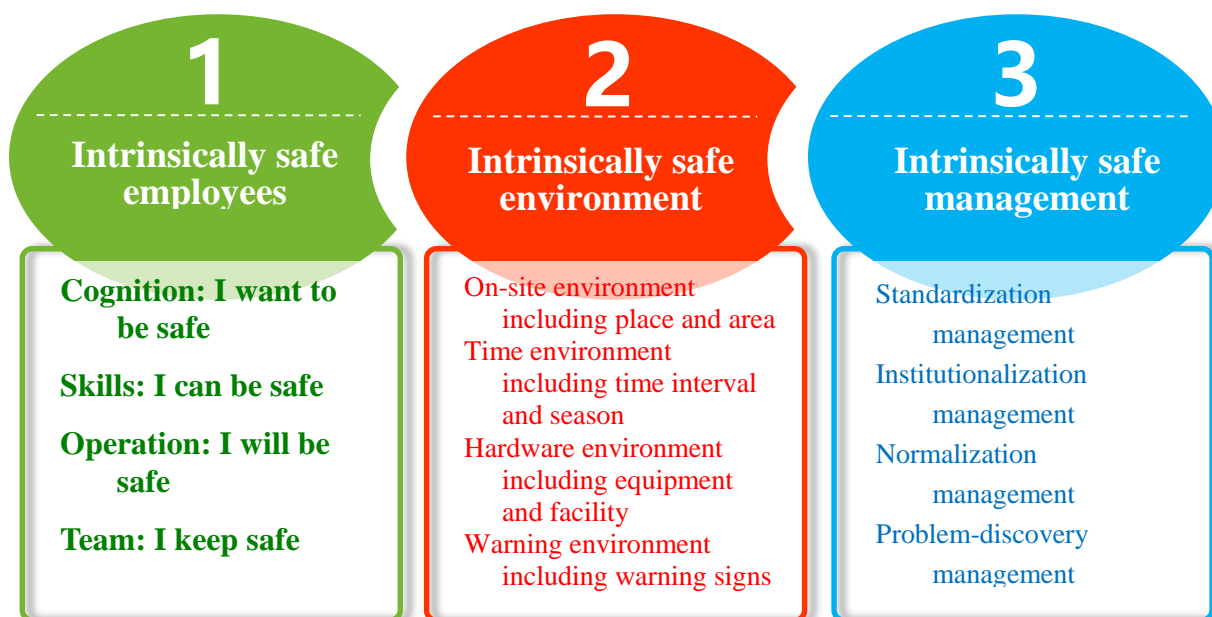 1
Intrinsically safe
employees
Cognition: I want to
be safe
Skills: I can be safe
Operation: I will be
safe
Team: I keep safe
2
Intrinsically safe
environment
On-site environment
including place and area
Time environment
including time interval
and season
Hardware environment
including equipment
and facility
Warning environment
including warning signs
3
Intrinsically safe
management
Standardization
management
Institutionalization
management
Normalization
management
Problem-discovery
management